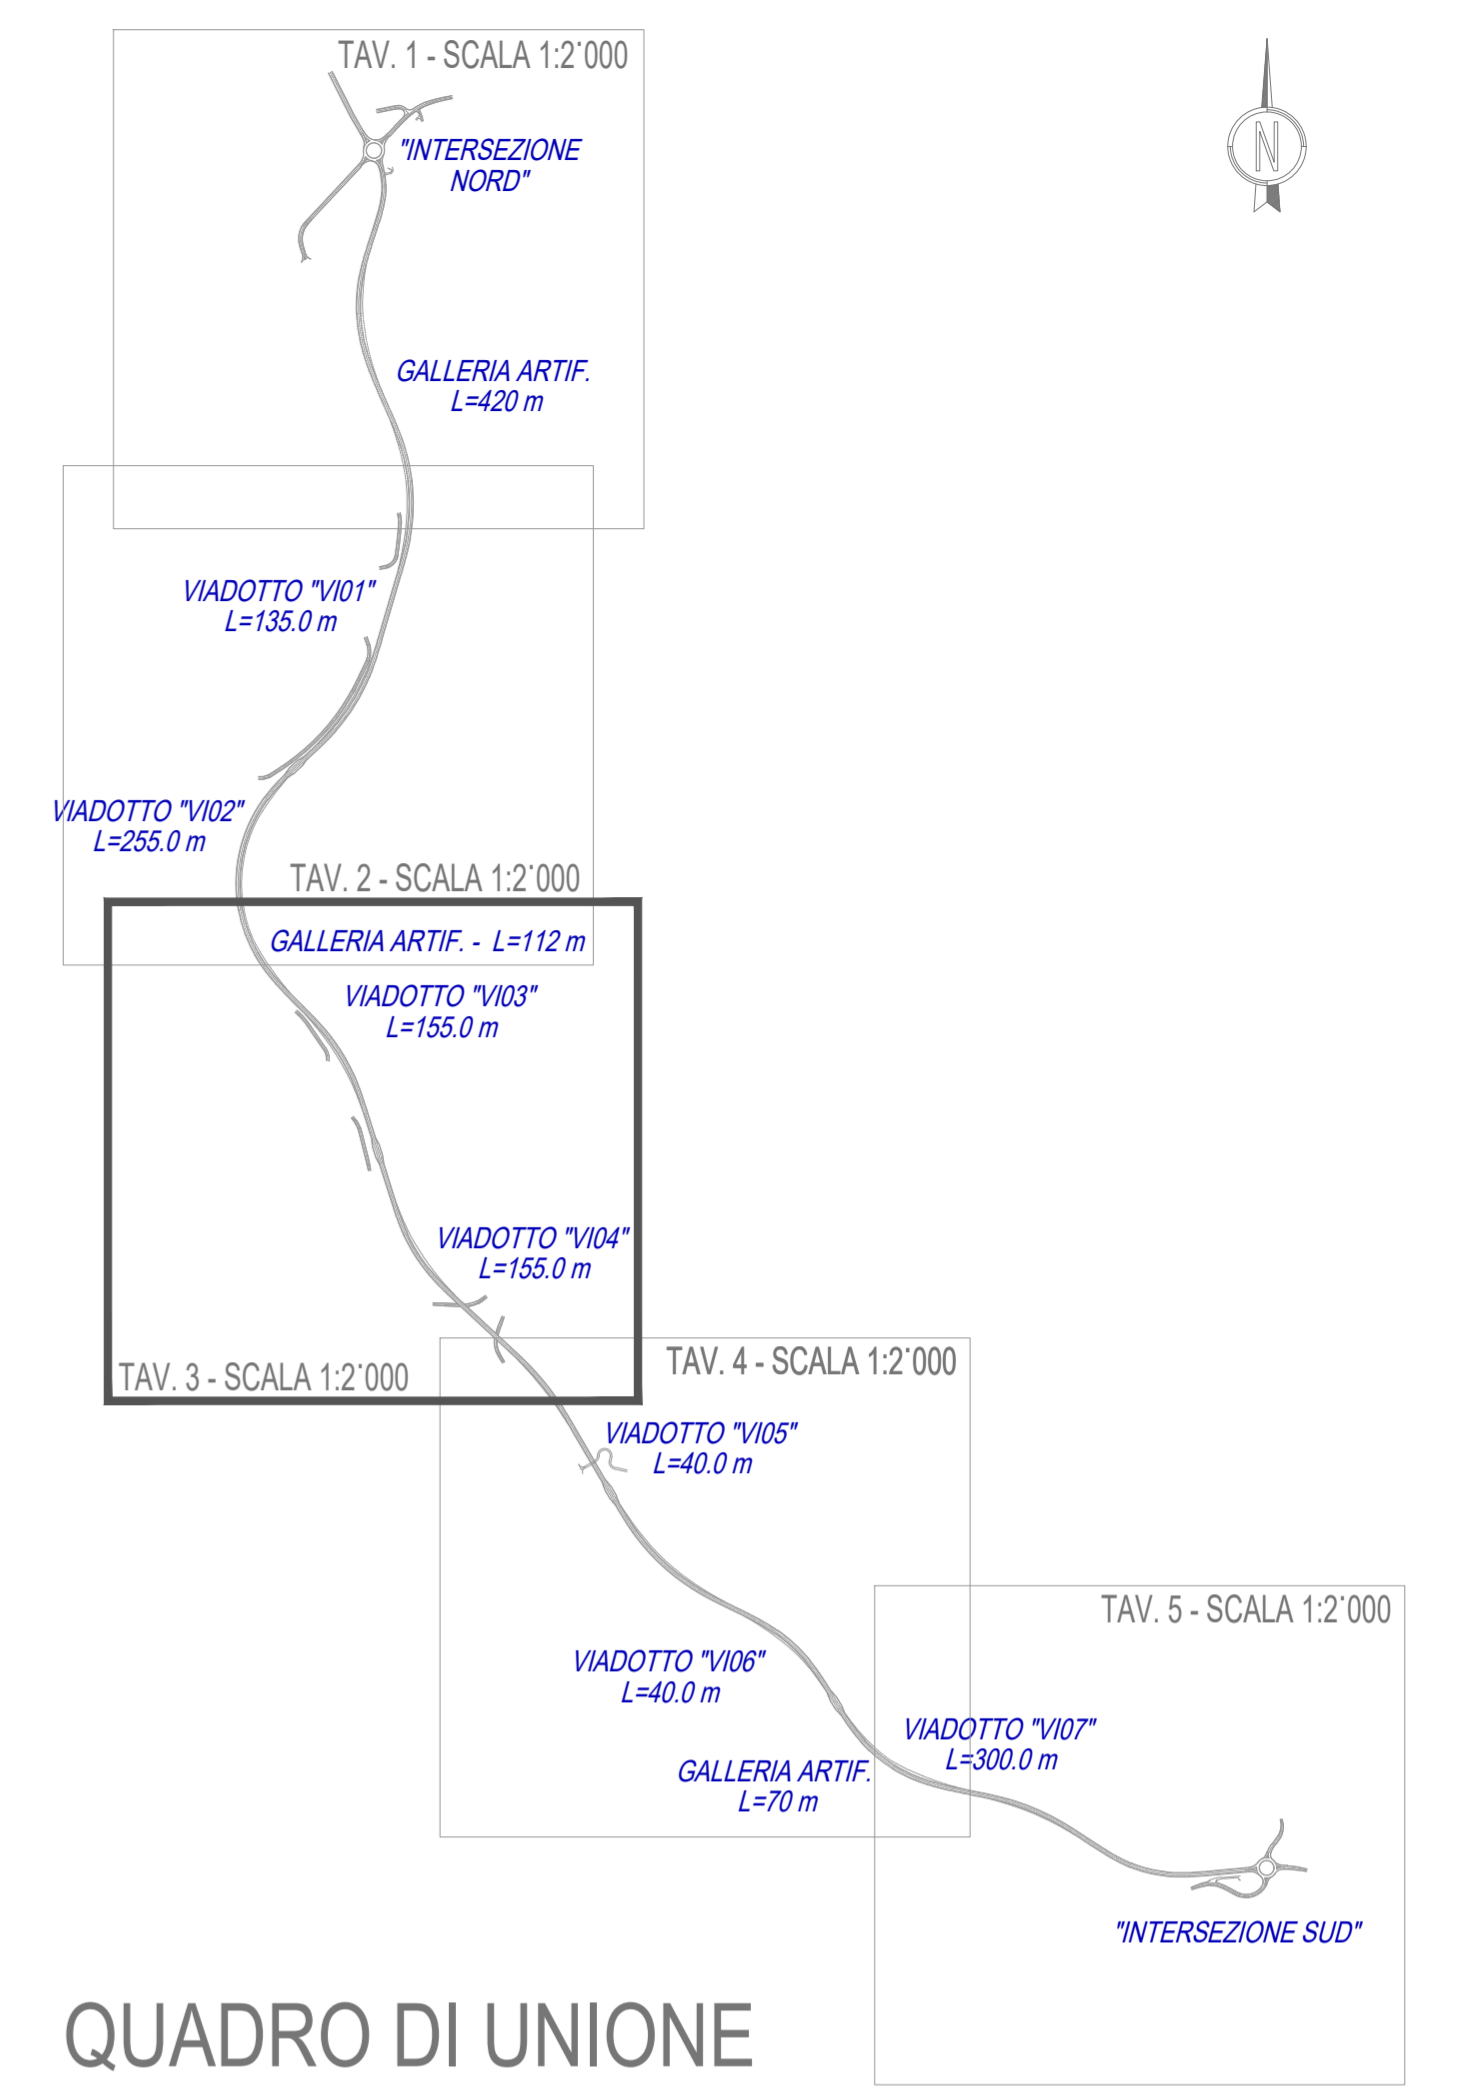 TAV. 1 - SCALA 1:2˙000
N
"INTERSEZIONE
NORD"
GALLERIA ARTIF.
L=420 m
VIADOTTO "VI01"
L=135.0 m
VIADOTTO "VI02"
L=255.0 m
TAV. 2 - SCALA 1:2˙000
GALLERIA ARTIF. - L=112 m
VIADOTTO "VI03"
L=155.0 m
VIADOTTO "VI04"
L=155.0 m
TAV. 3 - SCALA 1:2˙000
TAV. 4 - SCALA 1:2˙000
VIADOTTO "VI05"
L=40.0 m
TAV. 5 - SCALA 1:2˙000
VIADOTTO "VI06"
L=40.0 m
VIADOTTO "VI07"
L=300.0 m
GALLERIA ARTIF.
L=70 m
"INTERSEZIONE SUD"
QUADRO DI UNIONE